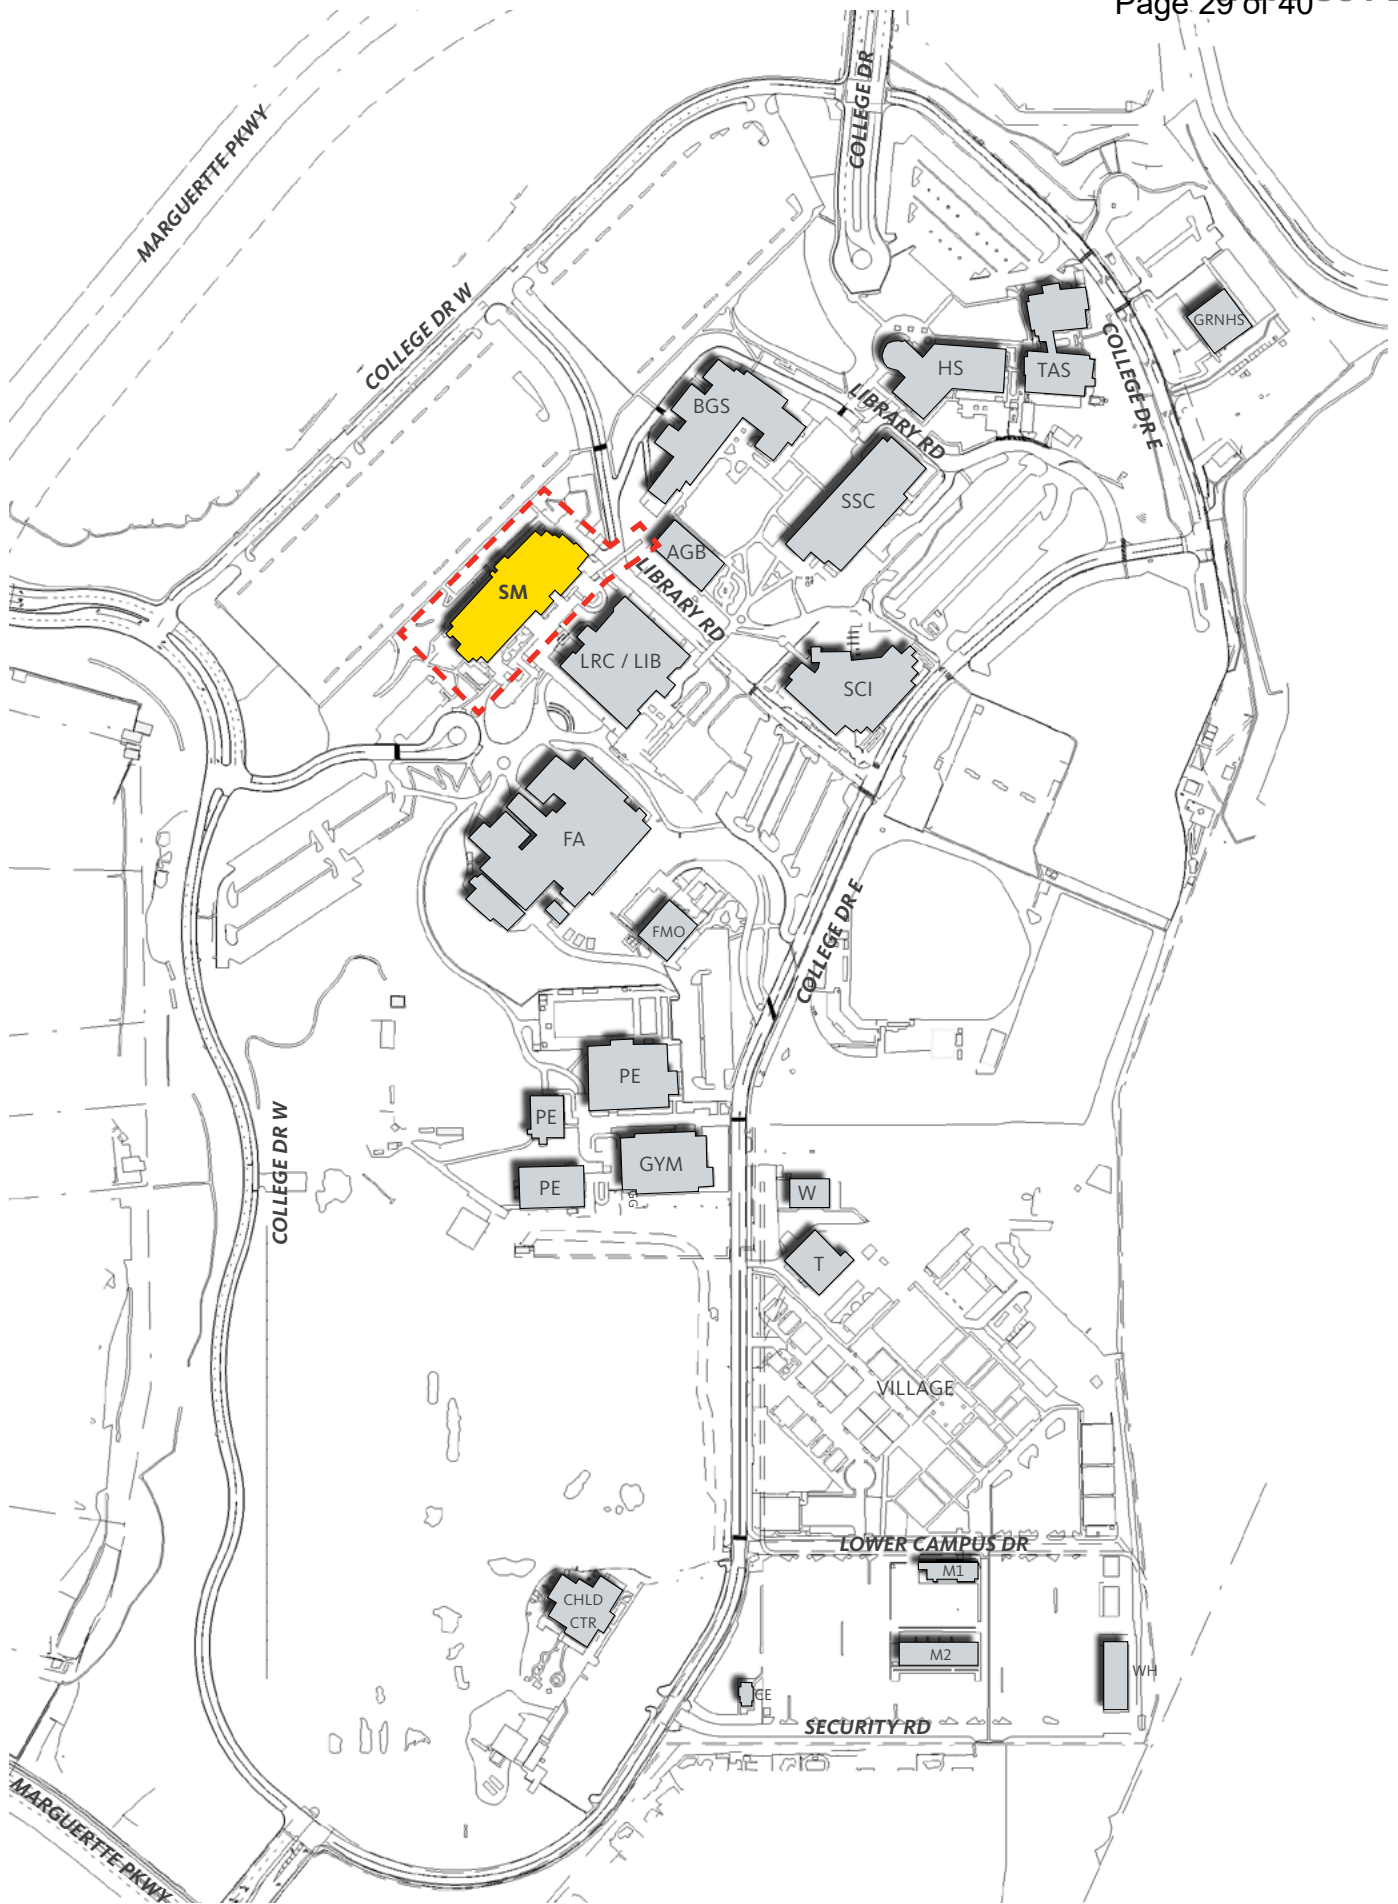 Page 29 of 40
COLLEGE DR
MARGUERTTE PKWY
COLLEGE DR W
GRNHS
HS
TAS
COLLEGE DR E
BGS
LIBRARY RD
SSC
AGB
SM
LIBRARY RD
LRC / LIB
SCI
FA
FMO
COLLEGE DR E
PE
PE
GYM
PE
COLLEGE DR W
W
T
VILLAGE
LOWER CAMPUS DR
M1
CHLD
CTR
M2
WH
CE
SECURITY RD
MARGUERTTE PKWY